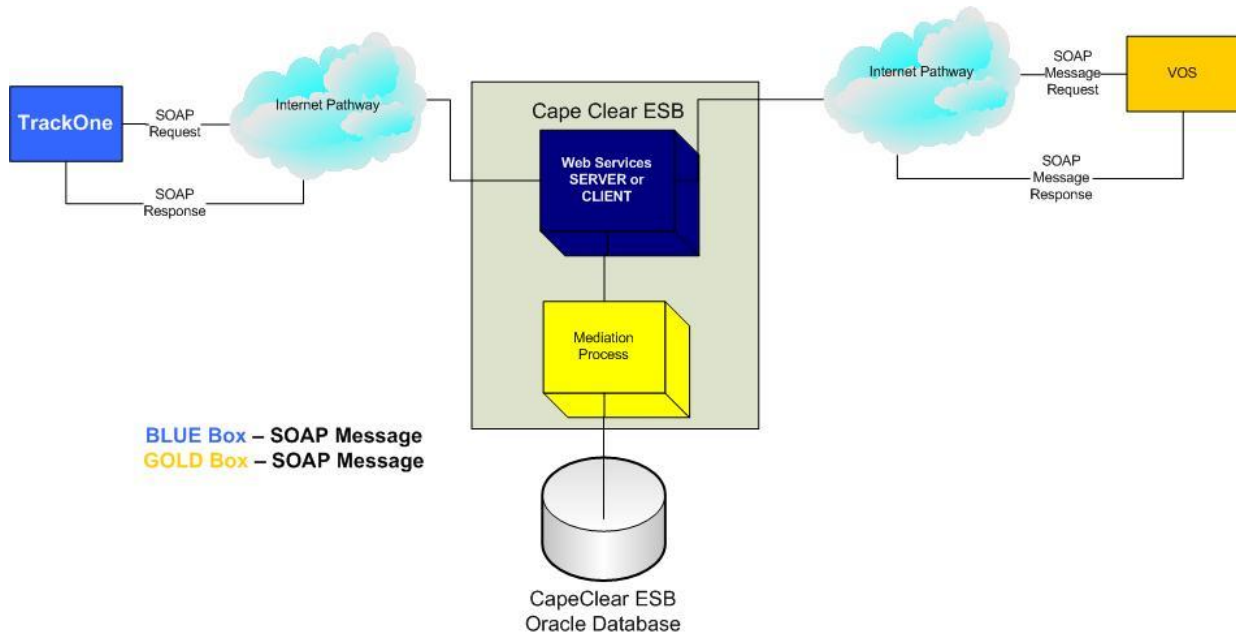 TrackOne
SOAP
Request
SOAP
Response
Internet Pathway
Cape Clear ESB
Web Services
SERVER or
CLIENT
Mediation
Process
Internet Pathway
SOAP
Message
Request
VOS
SOAP
Message
Response
BLUE Box – SOAP Message
GOLD Box – SOAP Message
CapeClear ESB
Oracle Database